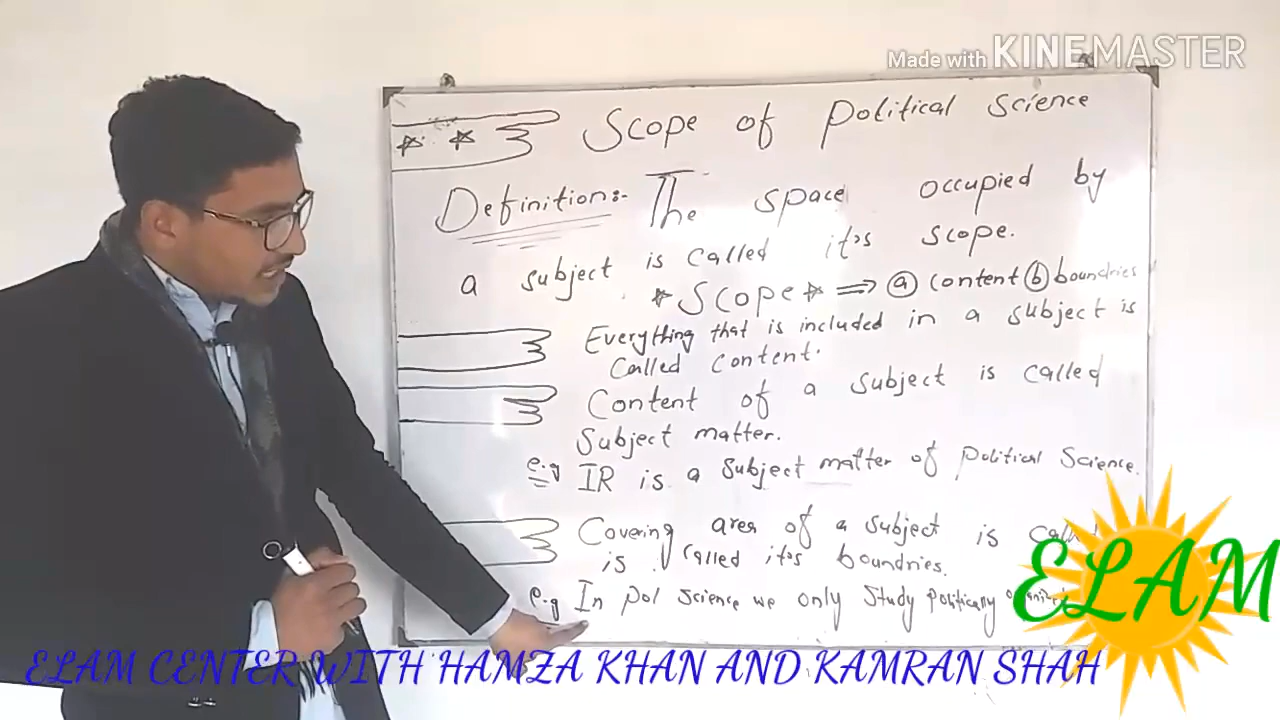 Made with KINEMASTER
Scope of Political Science
Definition:- The space occupied by
a subject is called it's scope.
* Scope * => (a) content (b) boundries
Everything that is included in a subject is
Called Content.
Content of a subject is called
Subject matter.
e.g IR is a subject matter of Political Science.
Covering area of a subject is
is called it's boundries.
e.g In pol science we only study politically
ELAM
ELAM CENTER WITH HAMZA KHAN AND KAMRAN SHAH